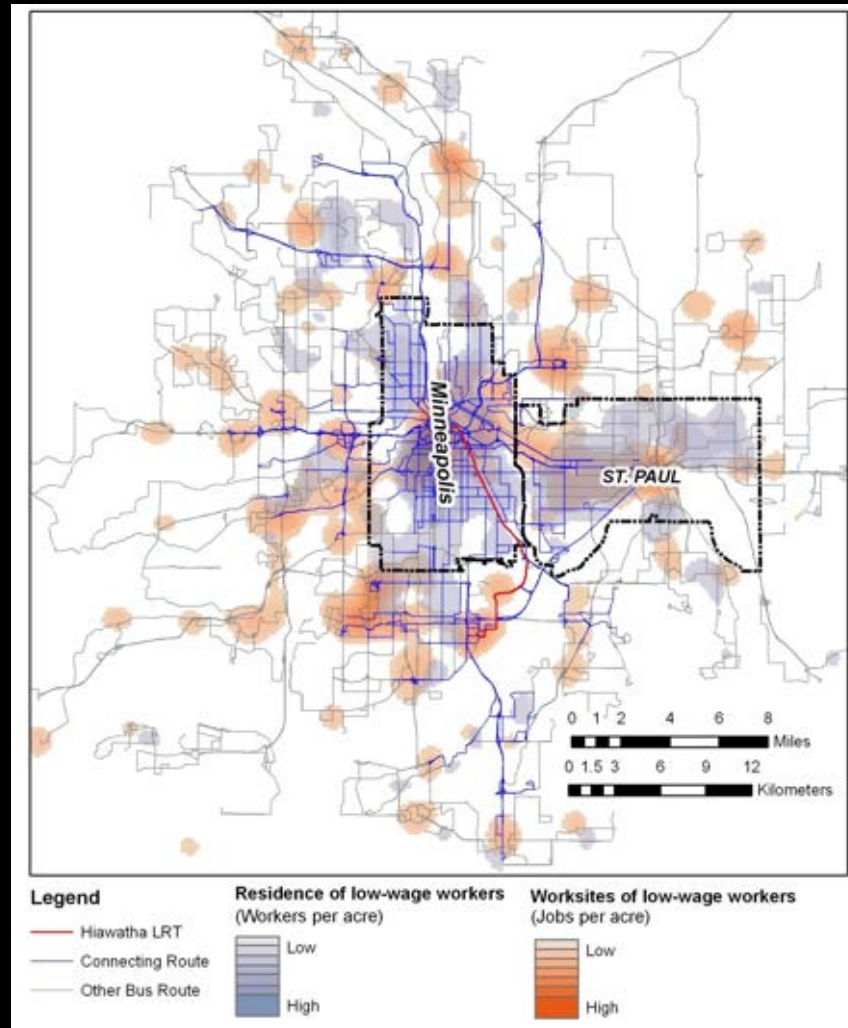 Minneapolis
ST. PAUL
0 1 2 4 6 8
Miles
0 1.5 3 6 9 12
Kilometers
Legend
Hiawatha LRT
Connecting Route
Other Bus Route
Residence of low-wage workers
(Workers per acre)
Low
High
Worksites of low-wage workers
(Jobs per acre)
Low
High